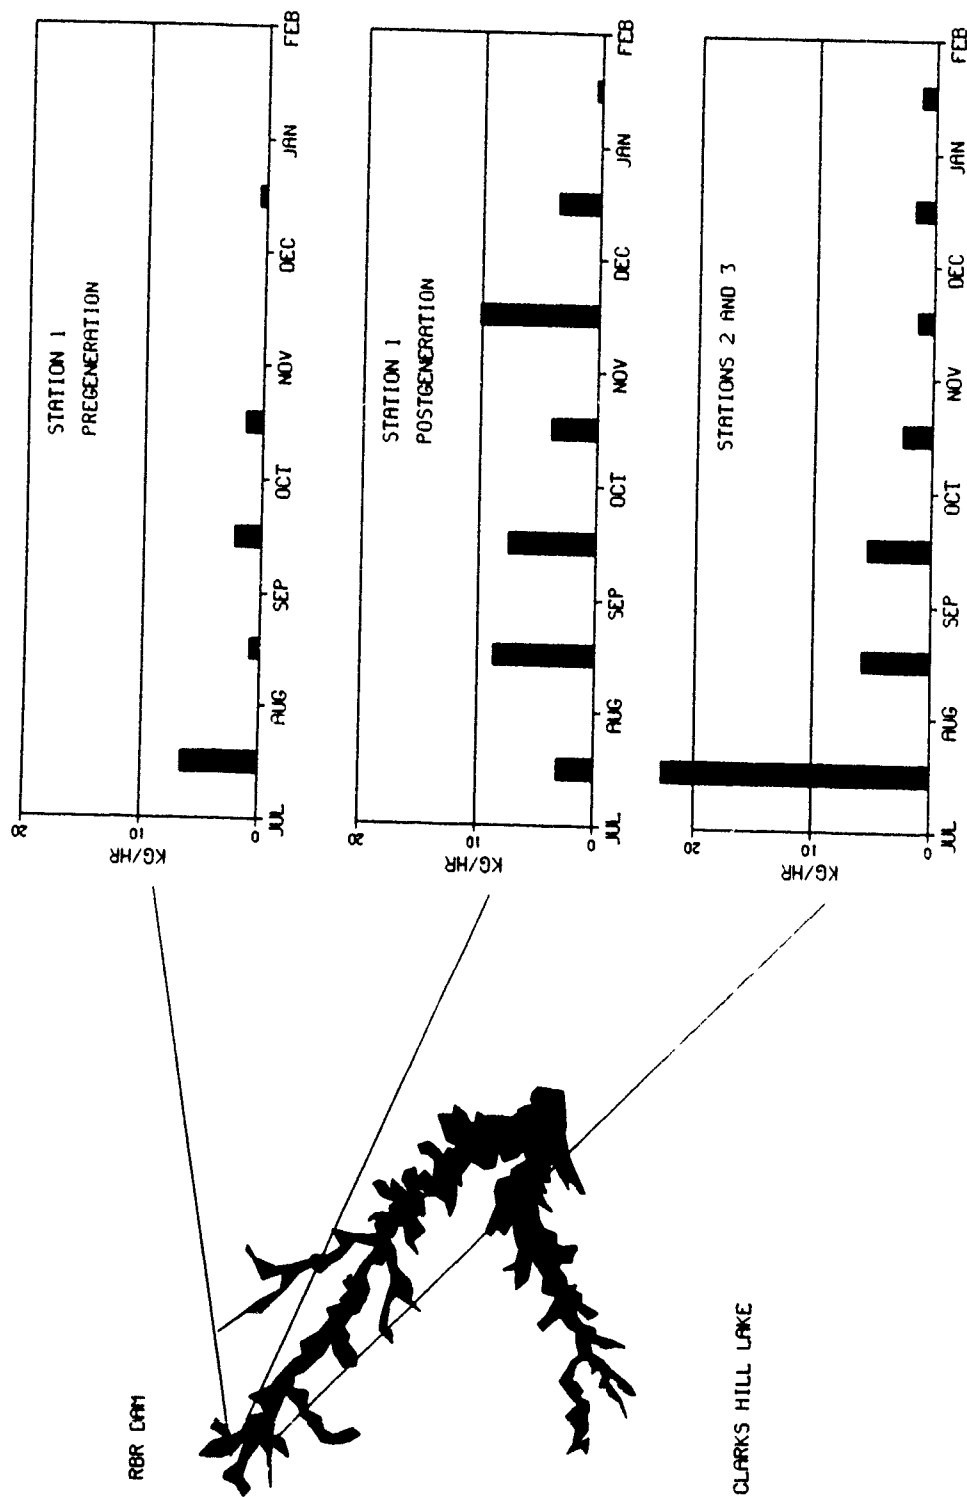 RBR DAM
CLARKS HILL LAKE
STATION 1
PREGENERATION
KG/HR
20
10
0
JUL AUG SEP OCT NOV DEC JAN FEB
STATION 1
POSTGENERATION
KG/HR
20
10
0
JUL AUG SEP OCT NOV DEC JAN FEB
STATIONS 2 AND 3
KG/HR
20
10
0
JUL AUG SEP OCT NOV DEC JAN FEB